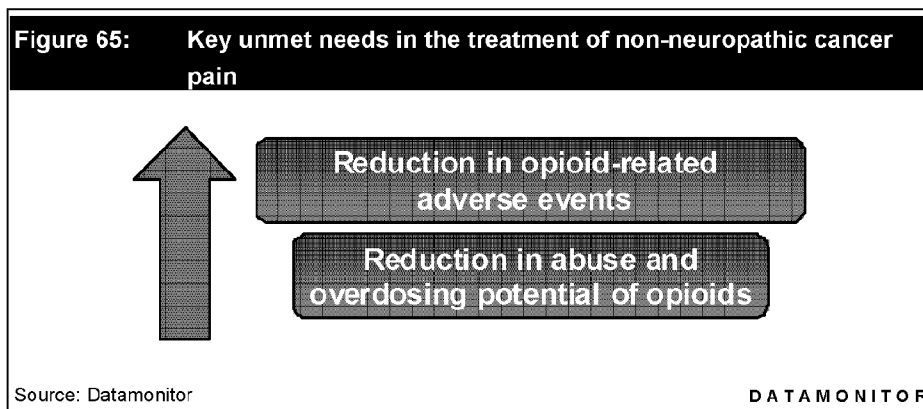 Figure 65: Key unmet needs in the treatment of non-neuropathic cancer
pain
Reduction in opioid-related
adverse events
Reduction in abuse and
overdosing potential of opioids
Source: Datamonitor
DATAMONITOR